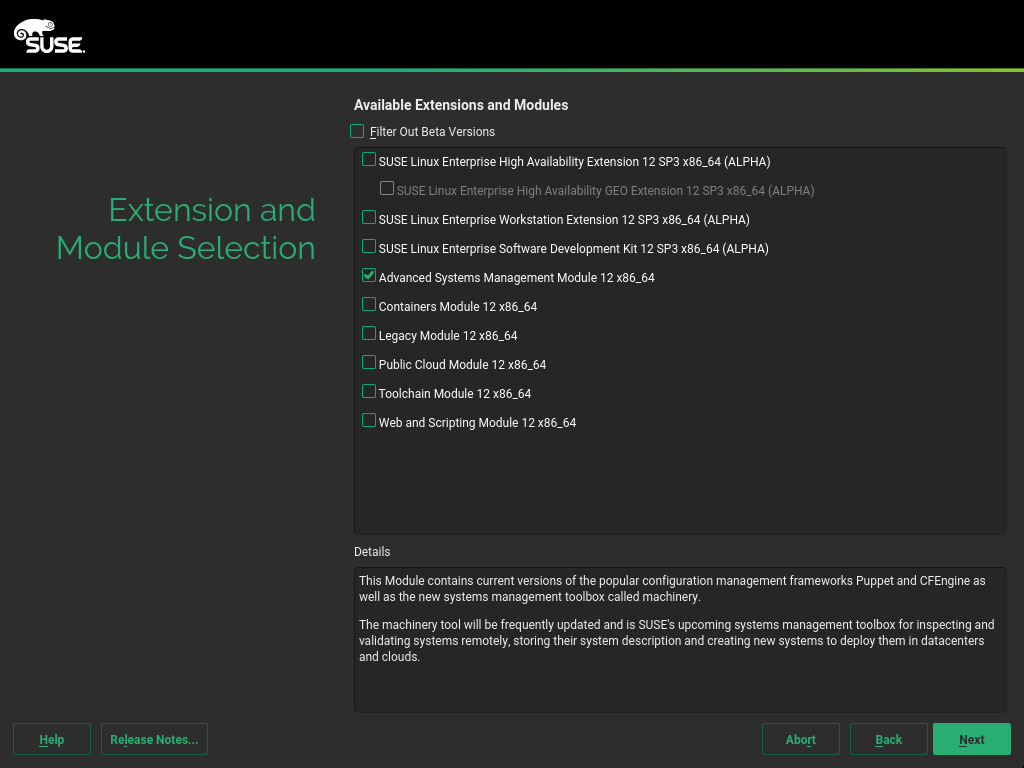 SUSE
Extension and
Module Selection
Available Extensions and Modules
Filter Out Beta Versions
SUSE Linux Enterprise High Availability Extension 12 SP3 x86_64 (ALPHA)
SUSE Linux Enterprise High Availability GEO Extension 12 SP3 x86_64 (ALPHA)
SUSE Linux Enterprise Workstation Extension 12 SP3 x86_64 (ALPHA)
SUSE Linux Enterprise Software Development Kit 12 SP3 x86_64 (ALPHA)
Advanced Systems Management Module 12 x86_64
Containers Module 12 x86_64
Legacy Module 12 x86_64
Public Cloud Module 12 x86_64
Toolchain Module 12 x86_64
Web and Scripting Module 12 x86_64
Details
This Module contains current versions of the popular configuration management frameworks Puppet and CFEngine as
well as the new systems management toolbox called machinery.
The machinery tool will be frequently updated and is SUSE's upcoming systems management toolbox for inspecting and
validating systems remotely, storing their system description and creating new systems to deploy them in datacenters
and clouds.
Help
Release Notes...
Abort
Back
Next